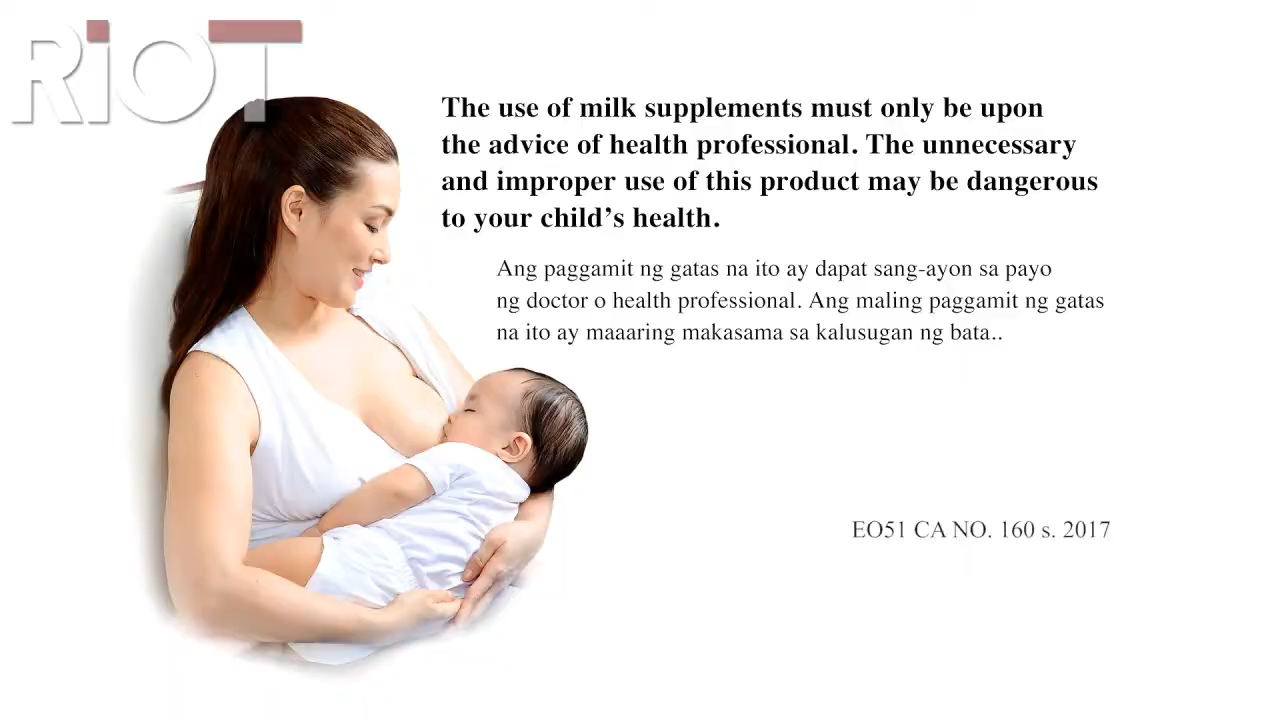 RiOT
The use of milk supplements must only be upon
the advice of health professional. The unnecessary
and improper use of this product may be dangerous
to your child’s health.
Ang paggamit ng gatas na ito ay dapat sang-ayon sa payo
ng doctor o health professional. Ang maling paggamit ng gatas
na ito ay maaaring makasama sa kalusugan ng bata..
EO51 CA NO. 160 s. 2017